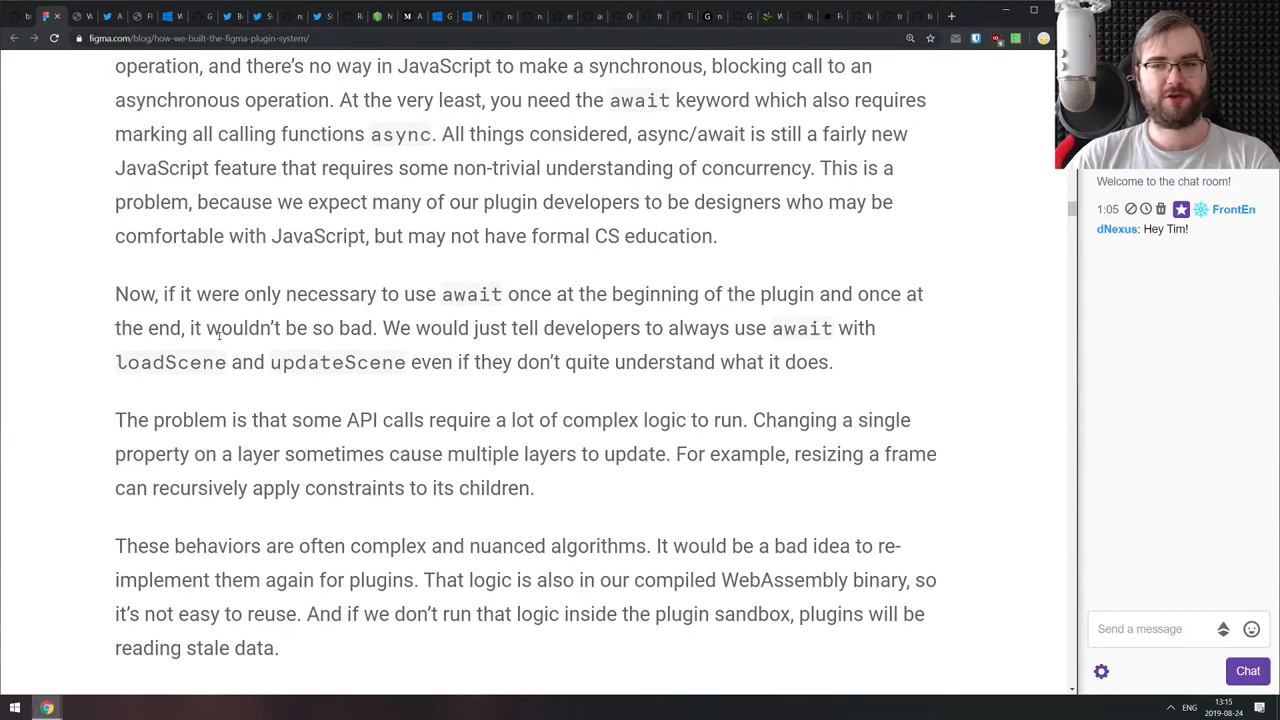 figma.com/blog/how-we-built-the-figma-plugin-system/
operation, and there's no way in JavaScript to make a synchronous, blocking call to an
asynchronous operation. At the very least, you need the await keyword which also requires
marking all calling functions async. All things considered, async/await is still a fairly new
JavaScript feature that requires some non-trivial understanding of concurrency. This is a
problem, because we expect many of our plugin developers to be designers who may be
comfortable with JavaScript, but may not have formal CS education.
Now, if it were only necessary to use await once at the beginning of the plugin and once at
the end, it wouldn't be so bad. We would just tell developers to always use await with
loadScene and updateScene even if they don't quite understand what it does.
The problem is that some API calls require a lot of complex logic to run. Changing a single
property on a layer sometimes cause multiple layers to update. For example, resizing a frame
can recursively apply constraints to its children.
These behaviors are often complex and nuanced algorithms. It would be a bad idea to re-
implement them again for plugins. That logic is also in our compiled WebAssembly binary, so
it's not easy to reuse. And if we don't run that logic inside the plugin sandbox, plugins will be
reading stale data.
Welcome to the chat room!
1:05 FrontEn
dNexus: Hey Tim!
Send a message
Chat
ENG
13:15
2019-08-24